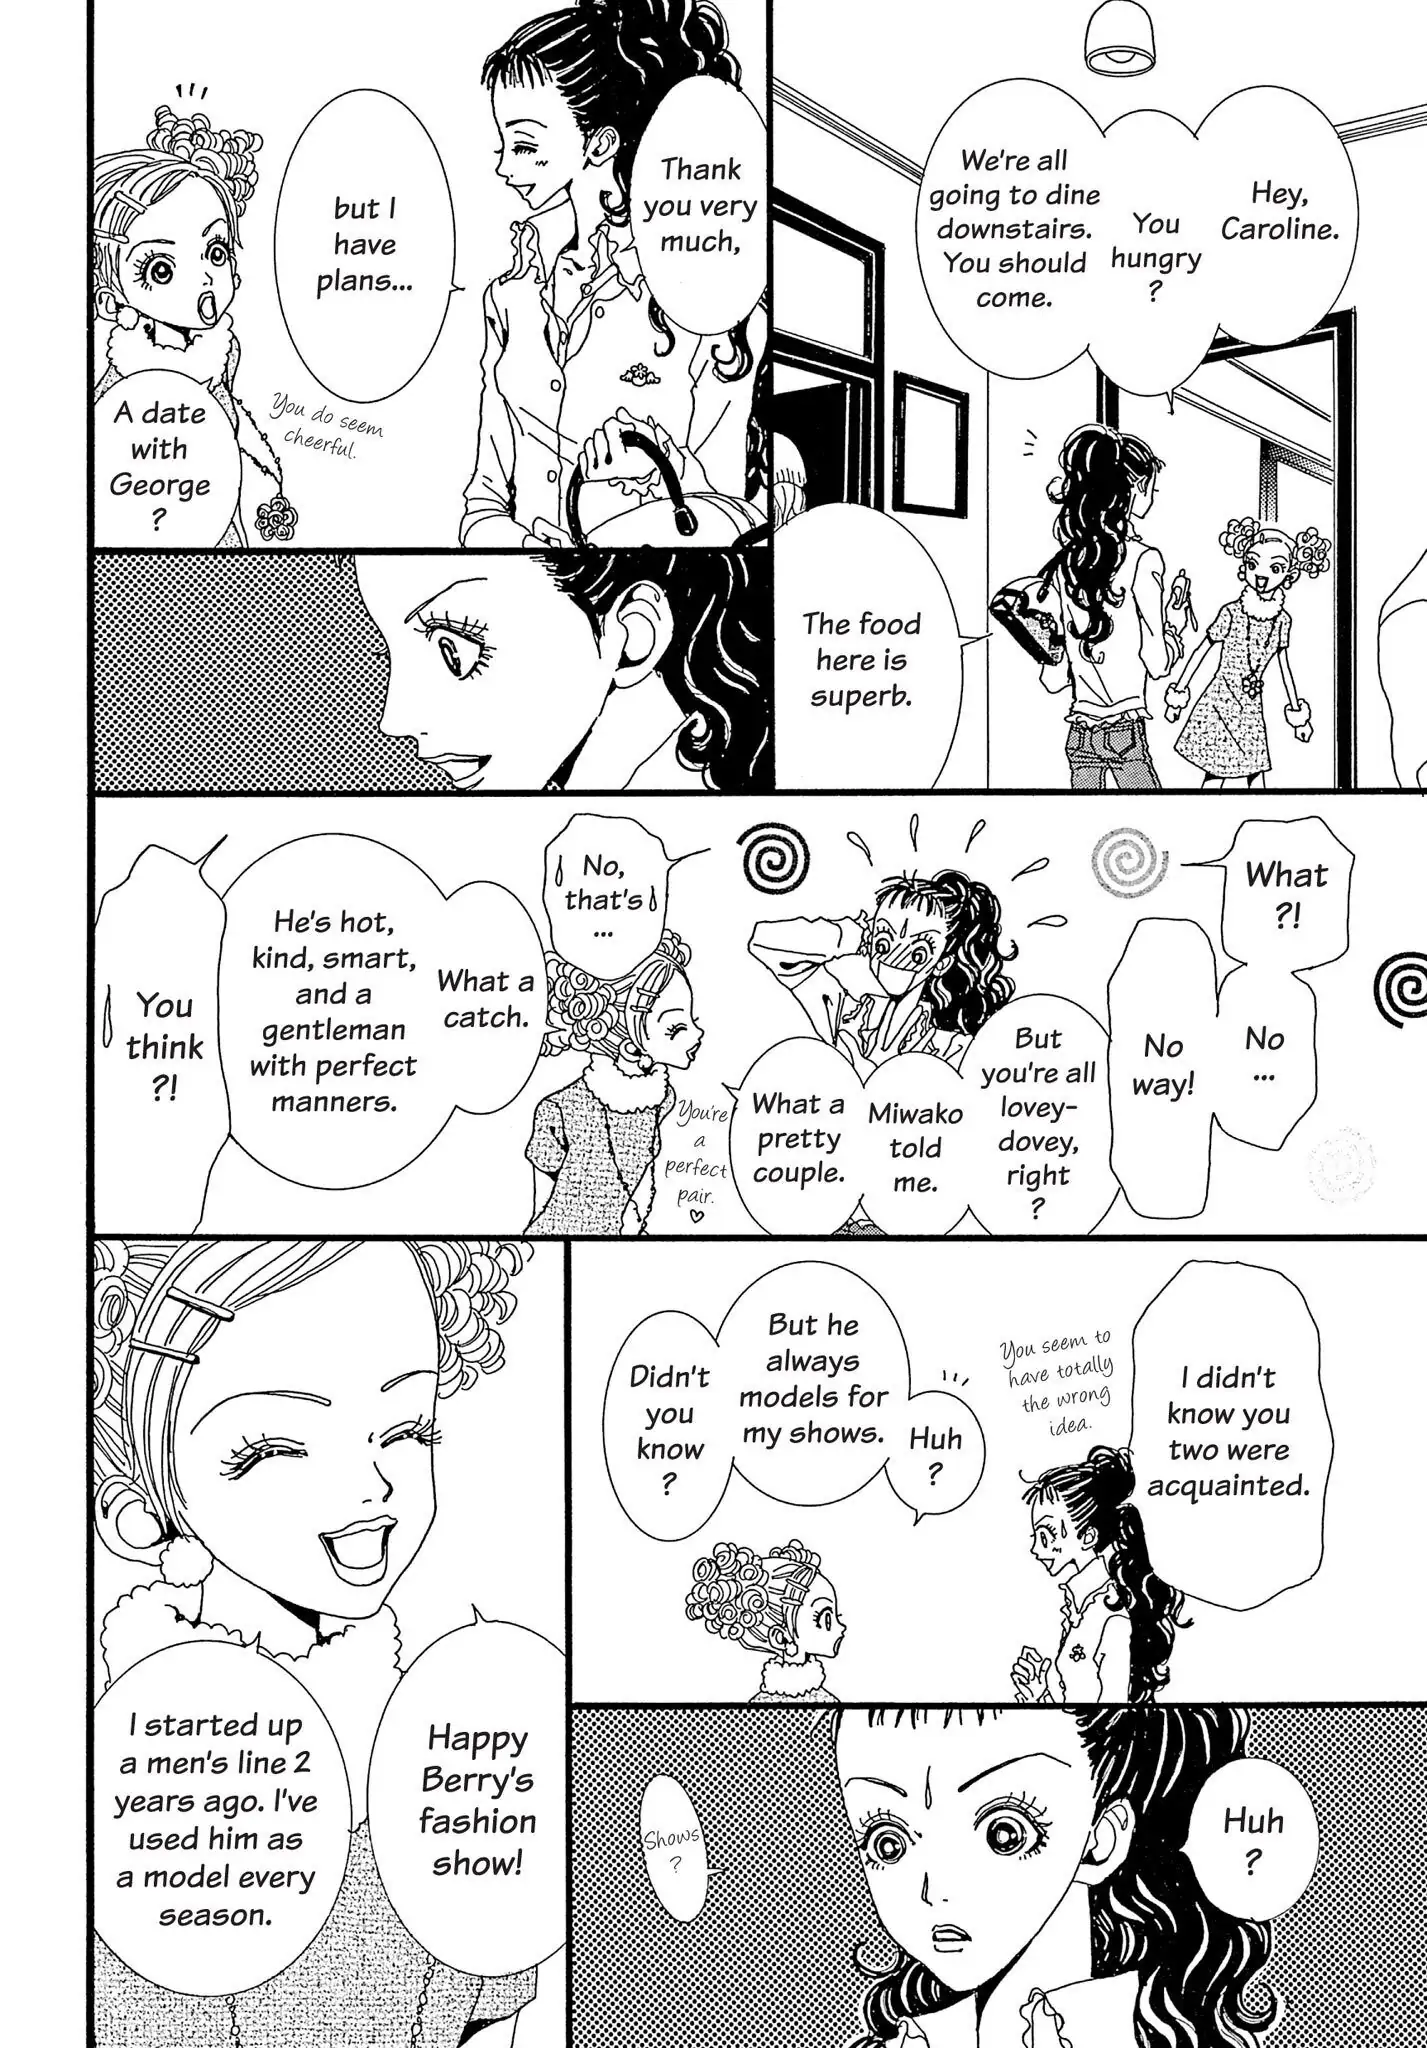 Hey,
Caroline.
You
hungry
?
We're all
going to dine
downstairs.
You should
come.
The food
here is
superb.
Thank
you very
much,
but I
have
plans...
You do seem
cheerful.
A date
with
George
?
What
?!
No
...
No
way!
But
you're all
lovey-
dovey,
right
?
Miwako
told
me.
What a
pretty
couple.
You're
a
perfect
pair. ♡
No,
that's
...
What a
catch.
He's hot,
kind, smart,
and a
gentleman
with perfect
manners.
You
think
?!
I didn't
know you
two were
acquainted.
You seem to
have totally
the wrong
idea.
Huh
?
But he
always
models for
my shows.
Didn't
you
know
?
Huh
?
Shows
?
Happy
Berry's
fashion
show!
I started up
a men's line 2
years ago. I've
used him as
a model every
season.